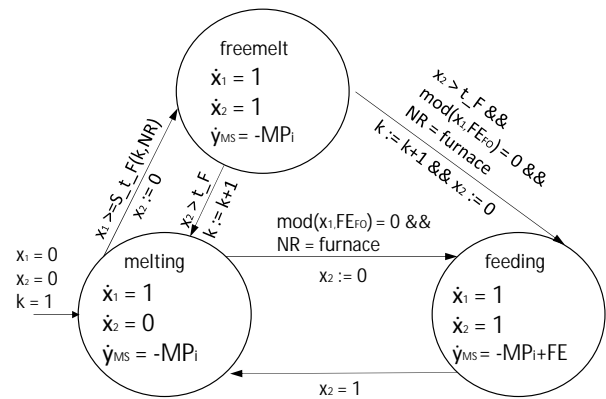 freemelt
ẋ₁ = 1
ẋ₂ = 1
ẏMS = -MPi
x₁ >=S_t_F(k,NR)
x₂ := 0
x₂ > t_F
k := k+1
x₂ > t_F &&
mod(x₁,FEFO) = 0 &&
NR = furnace
k := k+1 && x₂ := 0
x₁ = 0
x₂ = 0
k = 1
melting
ẋ₁ = 1
ẋ₂ = 0
ẏMS = -MPi
mod(x₁,FEFO) = 0 &&
NR = furnace
x₂ := 0
feeding
ẋ₁ = 1
ẋ₂ = 1
ẏMS = -MPi+FE
x₂ = 1